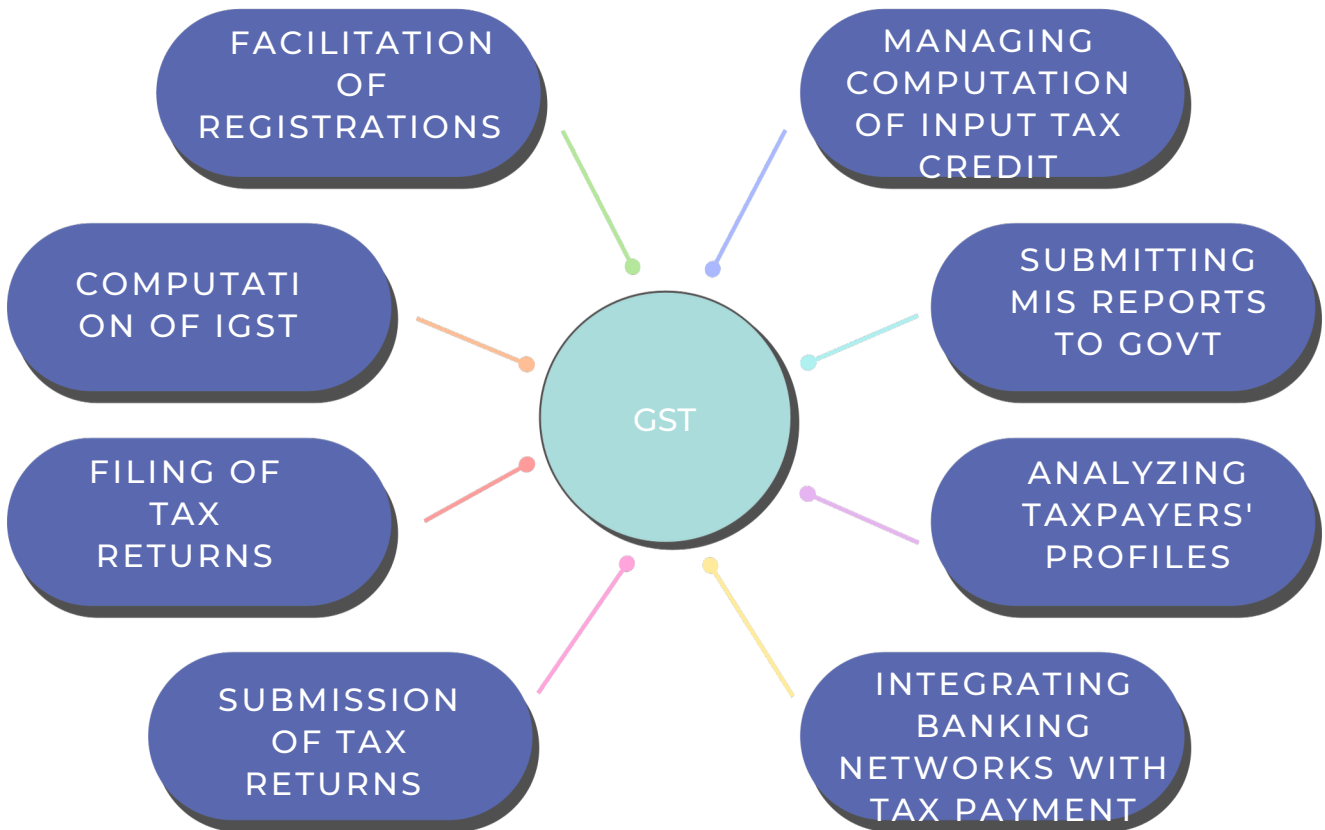 FACILITATION
OF
REGISTRATIONS
MANAGING
COMPUTATION
OF INPUT TAX
CREDIT
COMPUTATI
ON OF IGST
SUBMITTING
MIS REPORTS
TO GOVT
GST
FILING OF
TAX
RETURNS
ANALYZING
TAXPAYERS'
PROFILES
SUBMISSION
OF TAX
RETURNS
INTEGRATING
BANKING
NETWORKS WITH
TAX PAYMENT